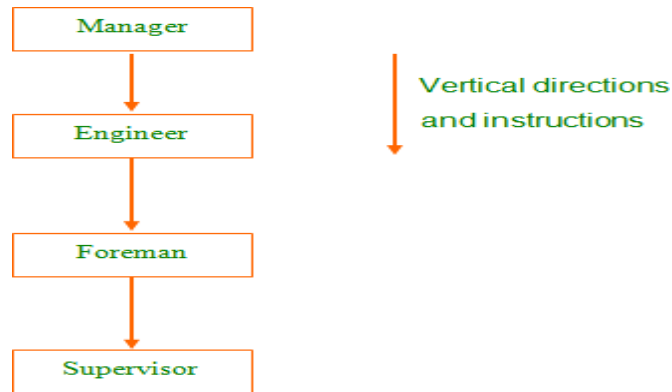 Manager
Vertical directions
and instructions
Engineer
Foreman
Supervisor